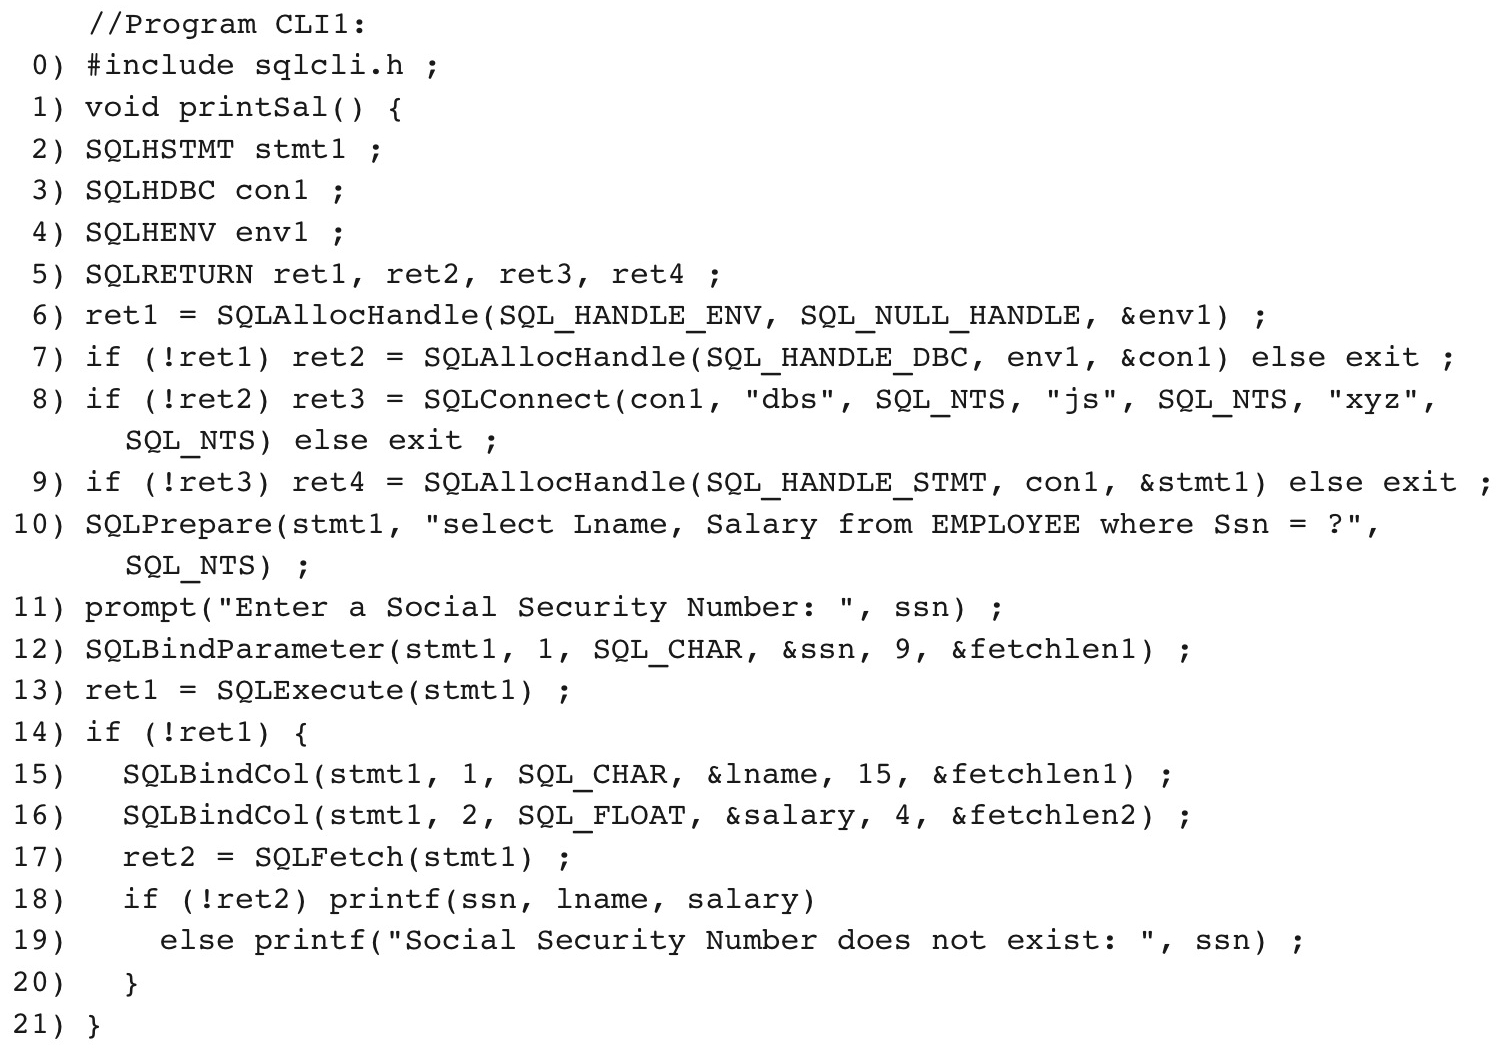 //Program CLI1:
0) #include sqlcli.h ;
1) void printSal() {
2) SQLHSTMT stmt1 ;
3) SQLHDBC con1 ;
4) SQLHENV env1 ;
5) SQLRETURN ret1, ret2, ret3, ret4 ;
6) ret1 = SQLAllocHandle(SQL_HANDLE_ENV, SQL_NULL_HANDLE, &env1) ;
7) if (!ret1) ret2 = SQLAllocHandle(SQL_HANDLE_DBC, env1, &con1) else exit ;
8) if (!ret2) ret3 = SQLConnect(con1, "dbs", SQL_NTS, "js", SQL_NTS, "xyz",
SQL_NTS) else exit ;
9) if (!ret3) ret4 = SQLAllocHandle(SQL_HANDLE_STMT, con1, &stmt1) else exit ;
10) SQLPrepare(stmt1, "select Lname, Salary from EMPLOYEE where Ssn = ?",
SQL_NTS) ;
11) prompt("Enter a Social Security Number: ", ssn) ;
12) SQLBindParameter(stmt1, 1, SQL_CHAR, &ssn, 9, &fetchlen1) ;
13) ret1 = SQLExecute(stmt1) ;
14) if (!ret1) {
15) SQLBindCol(stmt1, 1, SQL_CHAR, &lname, 15, &fetchlen1) ;
16) SQLBindCol(stmt1, 2, SQL_FLOAT, &salary, 4, &fetchlen2) ;
17) ret2 = SQLFetch(stmt1) ;
18) if (!ret2) printf(ssn, lname, salary)
19) else printf("Social Security Number does not exist: ", ssn) ;
20) }
21) }